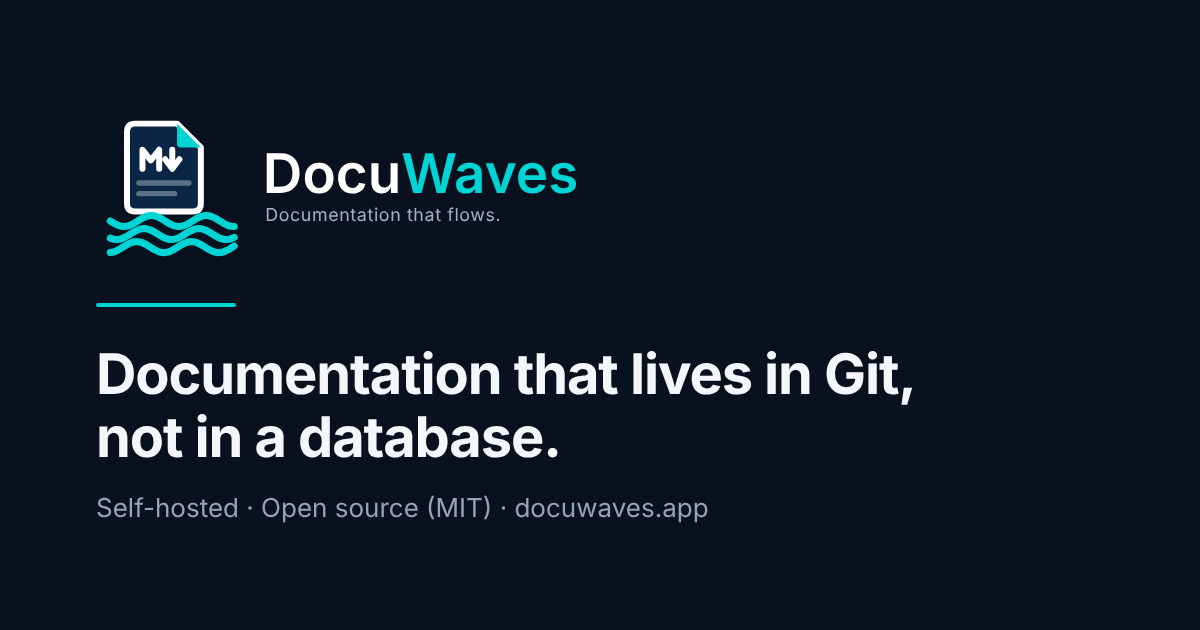 M↓
DocuWaves
Documentation that flows.
Documentation that lives in Git,
not in a database.
Self-hosted · Open source (MIT) · docuwaves.app